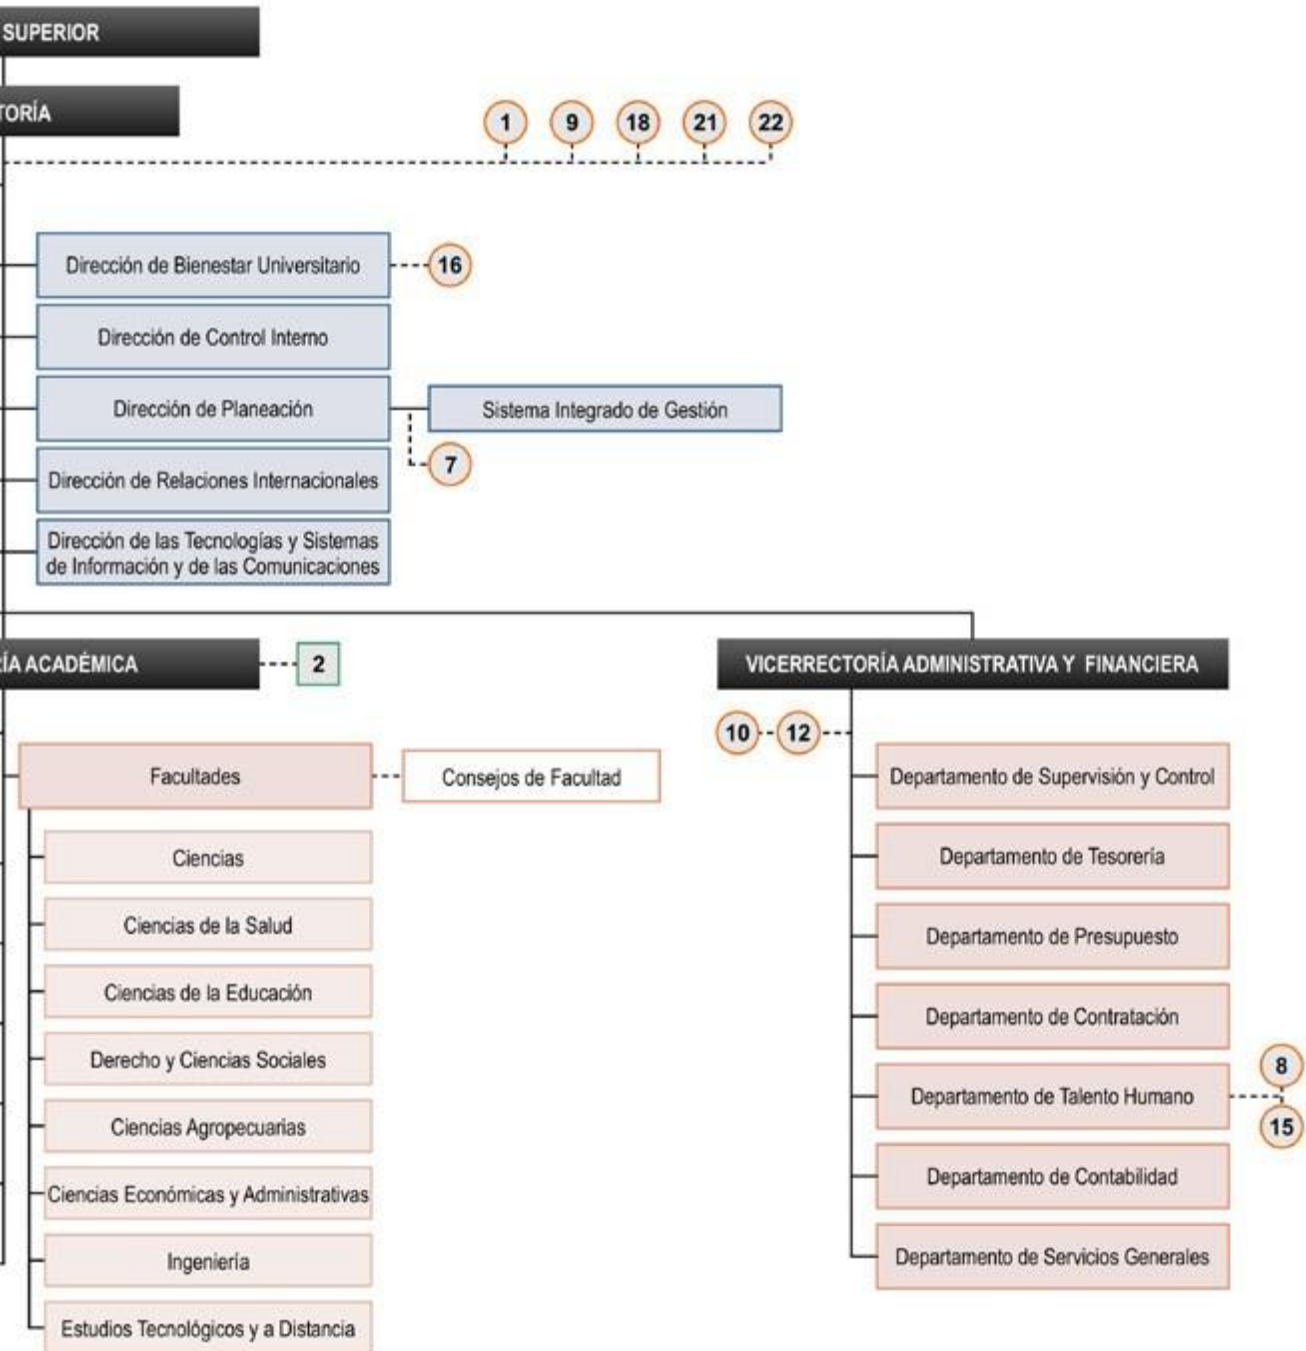 SUPERIOR
TORÍA
1 9 18 21 22
Dirección de Bienestar Universitario
16
Dirección de Control Interno
Dirección de Planeación
Sistema Integrado de Gestión
7
Dirección de Relaciones Internacionales
Dirección de las Tecnologías y Sistemas
de Información y de las Comunicaciones
ÍA ACADÉMICA
2
Facultades
Consejos de Facultad
Ciencias
Ciencias de la Salud
Ciencias de la Educación
Derecho y Ciencias Sociales
Ciencias Agropecuarias
Ciencias Económicas y Administrativas
Ingeniería
Estudios Tecnológicos y a Distancia
VICERRECTORÍA ADMINISTRATIVA Y FINANCIERA
10 12
Departamento de Supervisión y Control
Departamento de Tesorería
Departamento de Presupuesto
Departamento de Contratación
Departamento de Talento Humano
8
15
Departamento de Contabilidad
Departamento de Servicios Generales